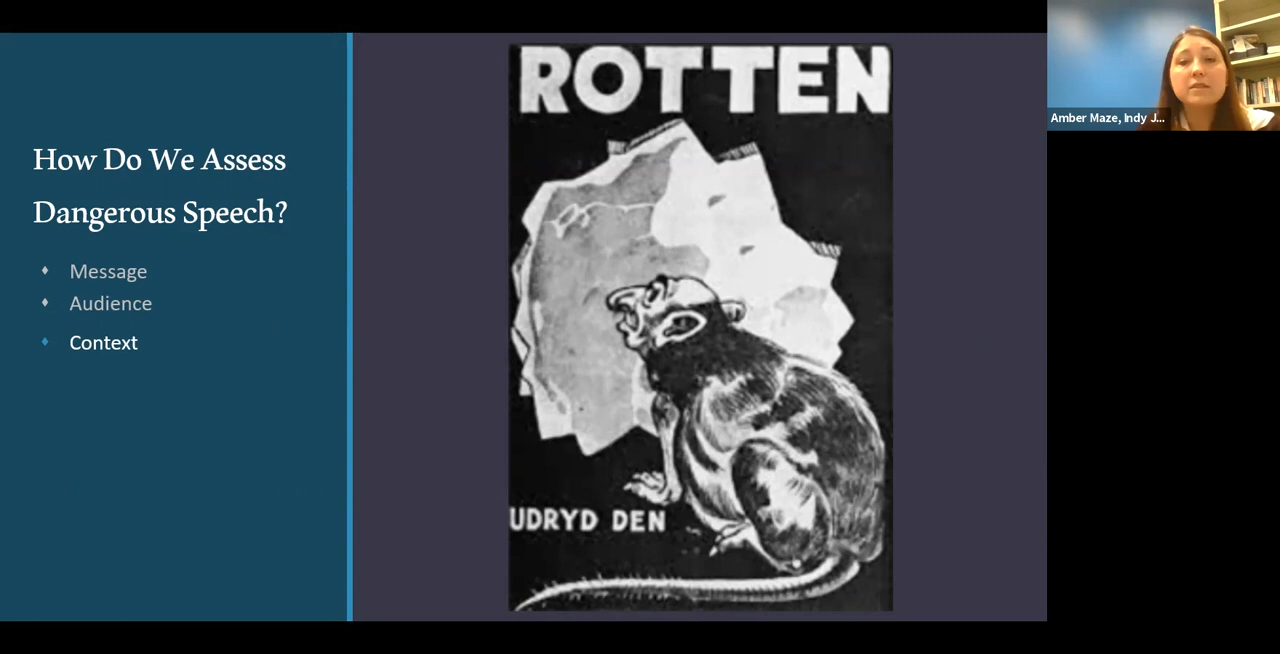 How Do We Assess
Dangerous Speech?
Message
Audience
Context
ROTTEN
UDRYD DEN
Amber Maze, Indy J...